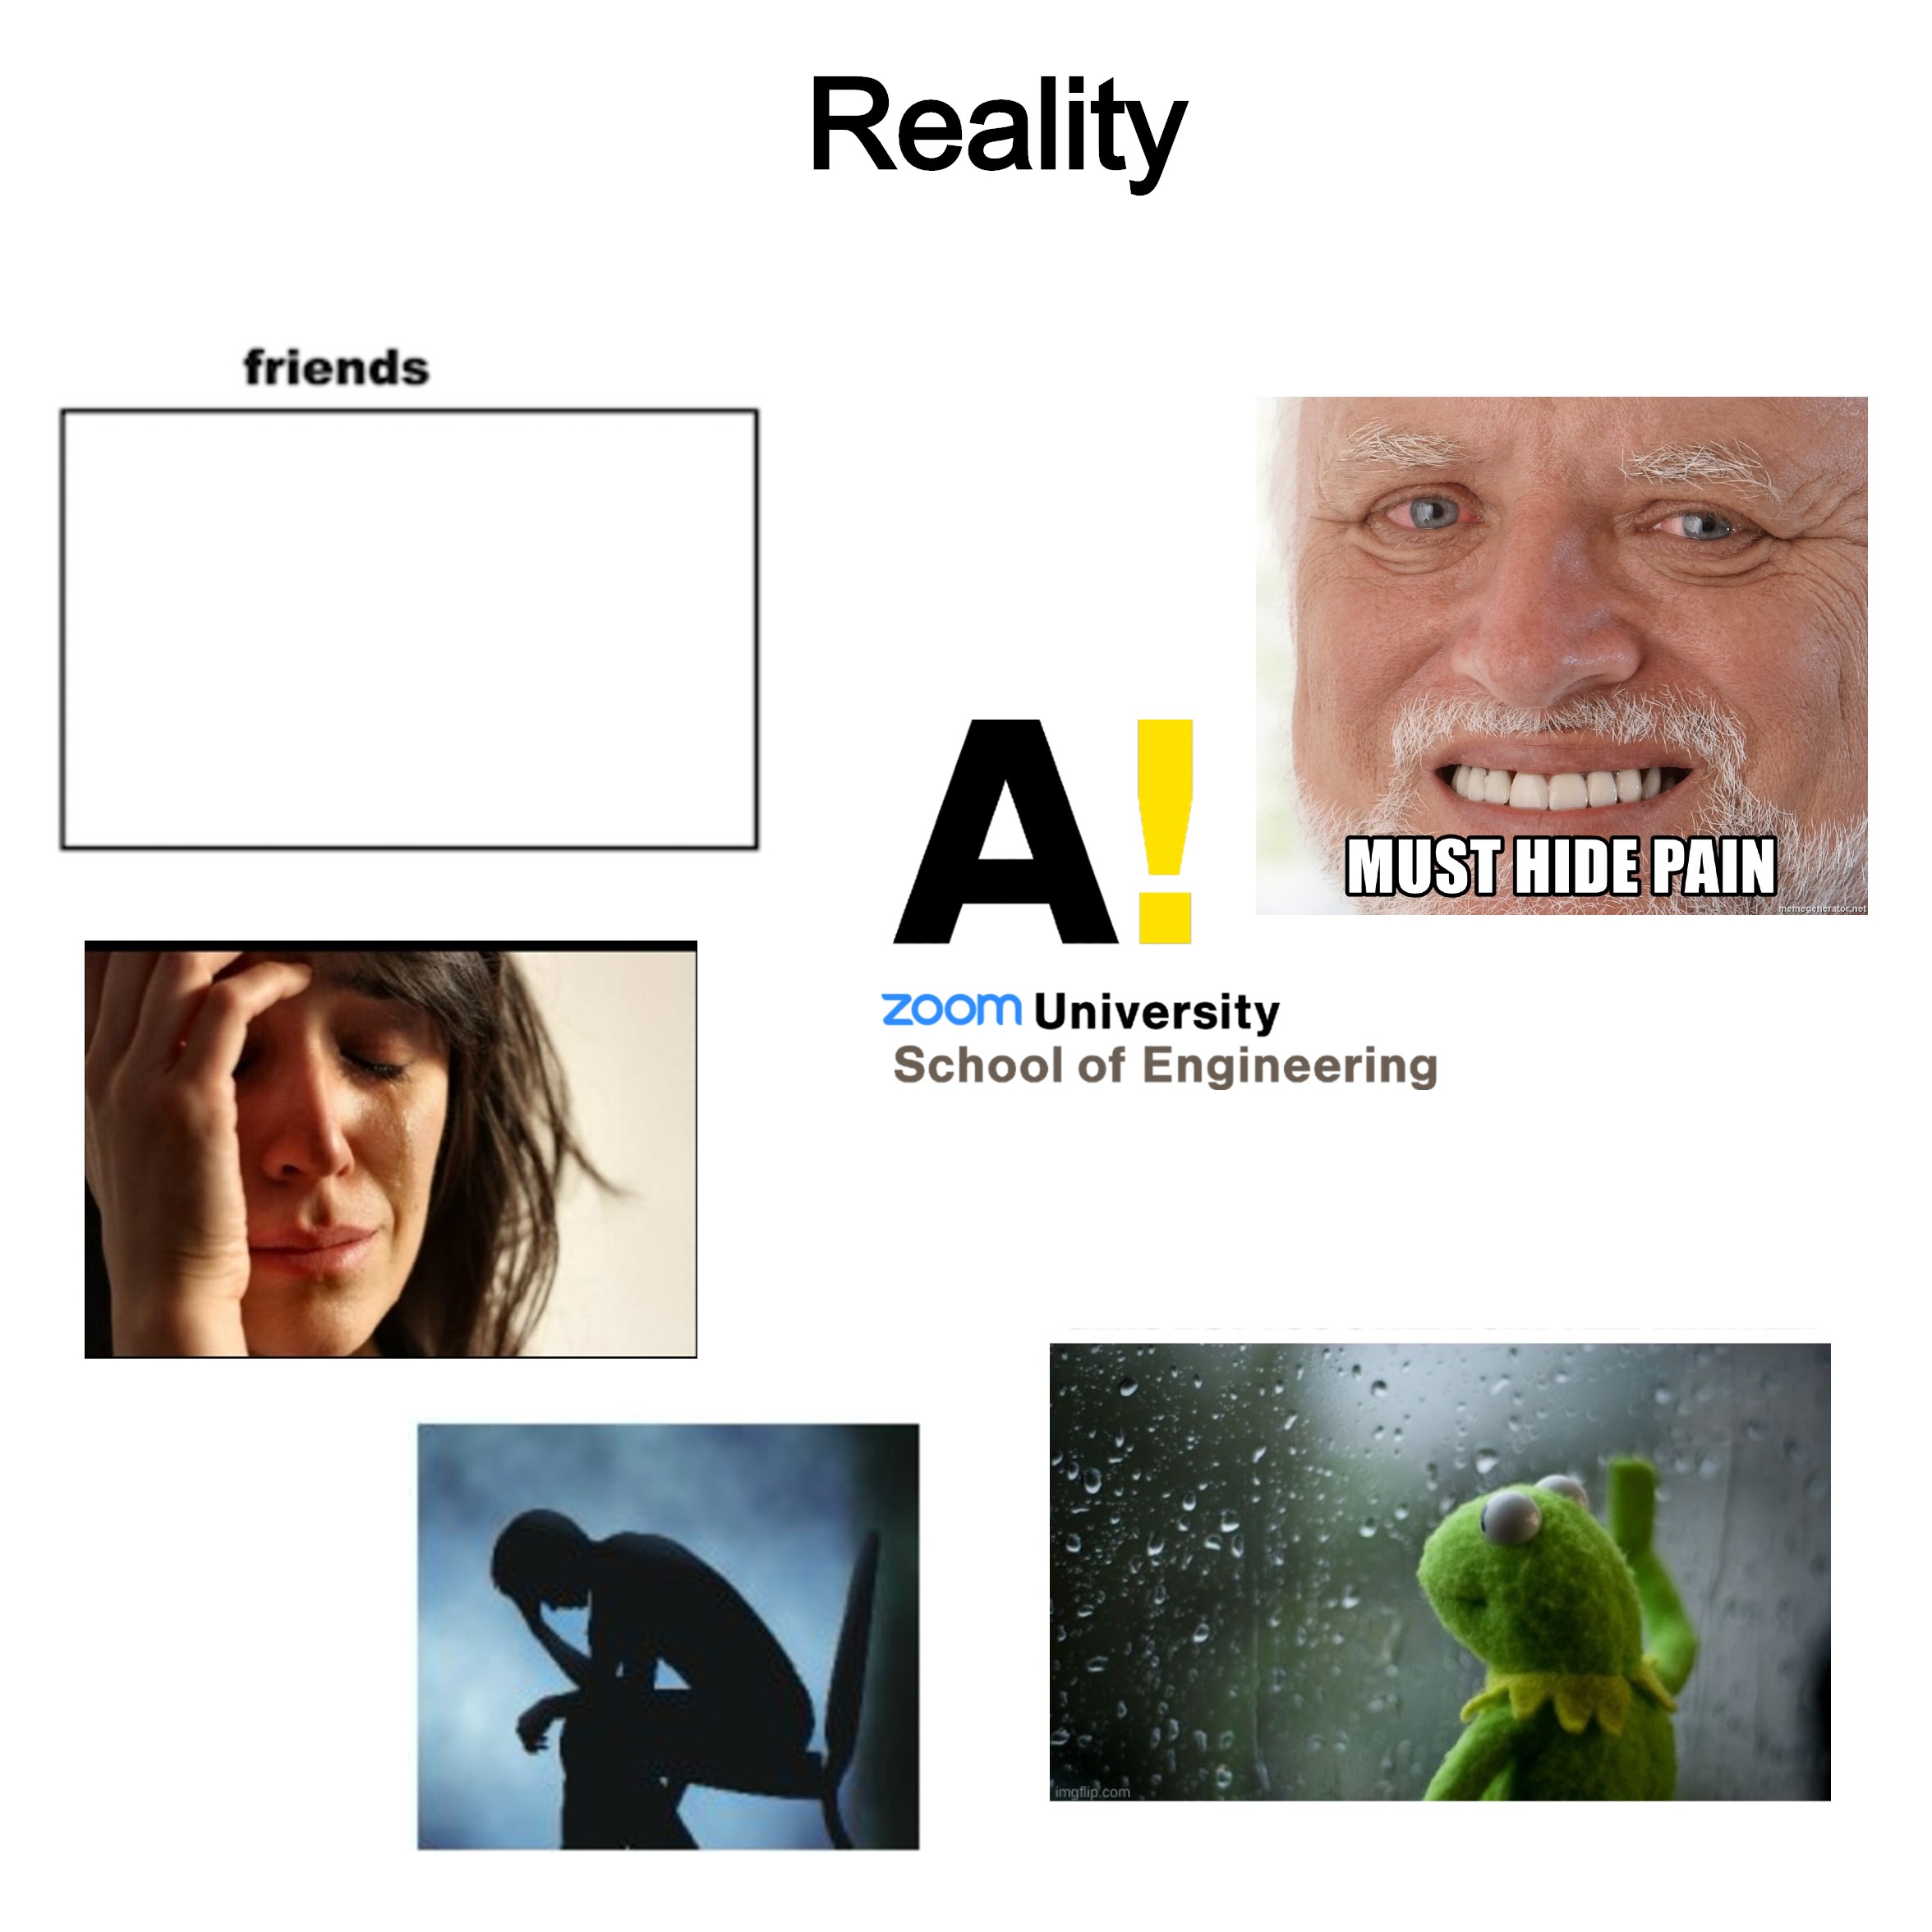 Reality
friends
MUST HIDE PAIN
memegenerator.net
A!
zoom University
School of Engineering
imgflip.com